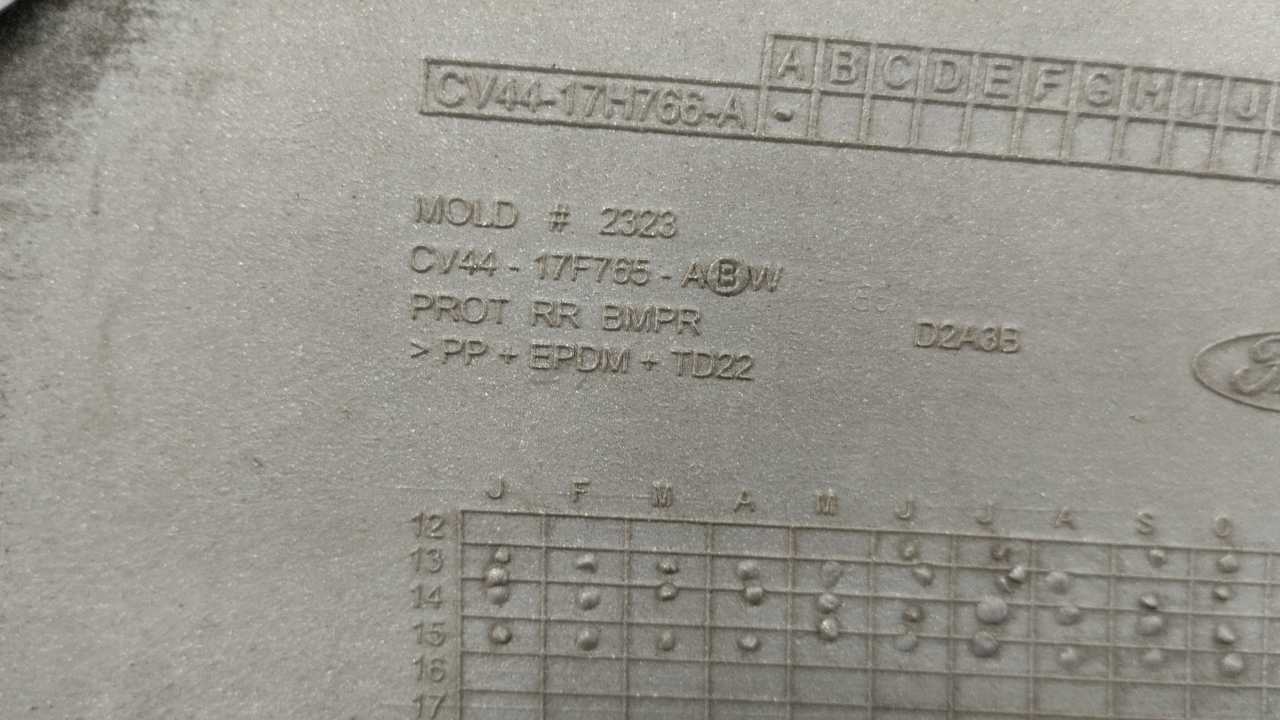 A B C D E F G H I J
CV44-17H766-A -
MOLD # 2323
CV44 - 17F765 - ABW
PROT RR BMPR
D2A3B
> PP + EPDM + TD22
J F M A M J J A S O
12
13
14
15
16
17